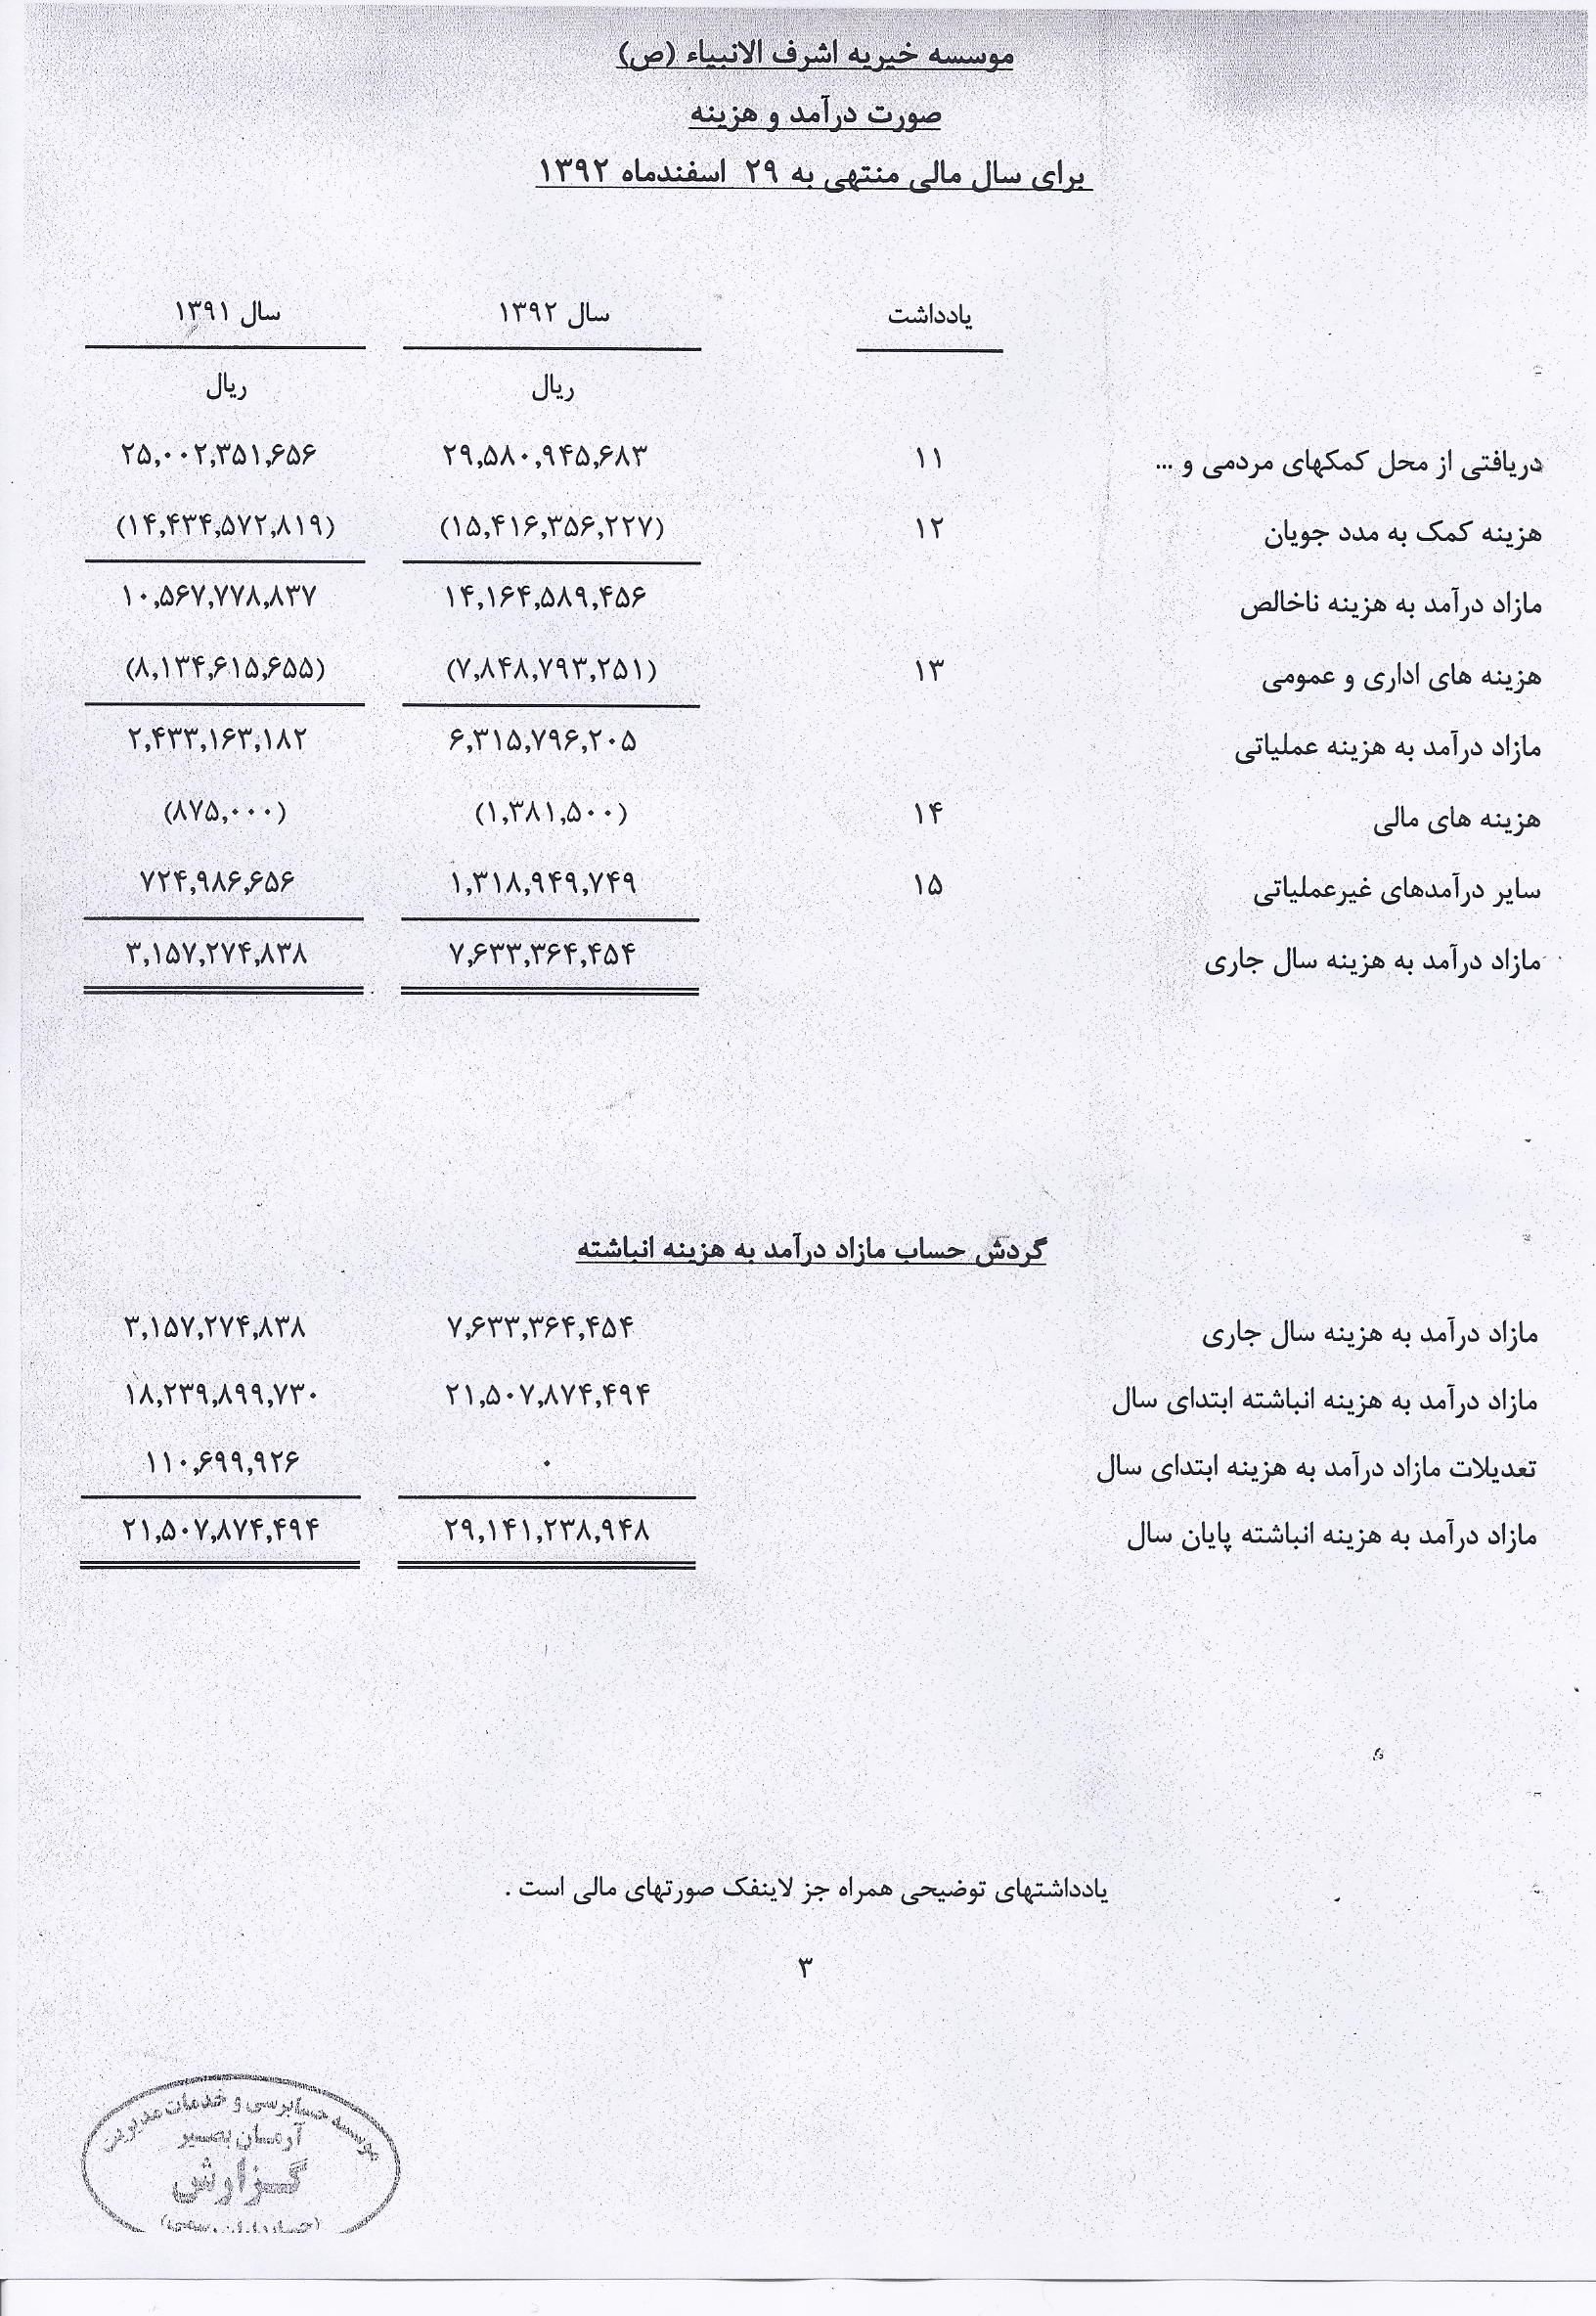 موسسه خیریه اشرف الانبیاء (ص)
صورت درآمد و هزینه
برای سال مالی منتهی به ۲۹ اسفندماه ۱۳۹۲
یادداشت سال ۱۳۹۲ سال ۱۳۹۱
ریال ریال
دریافتی از محل کمکهای مردمی و ... ۱۱ ۲۹,۵۸۰,۹۴۵,۶۸۳ ۲۵,۰۰۲,۳۵۱,۶۵۶
هزینه کمک به مدد جویان ۱۲ (۱۵,۴۱۶,۳۵۶,۲۲۷) (۱۴,۴۳۴,۵۷۲,۸۱۹)
مازاد درآمد به هزینه ناخالص ۱۴,۱۶۴,۵۸۹,۴۵۶ ۱۰,۵۶۷,۷۷۸,۸۳۷
هزینه های اداری و عمومی ۱۳ (۷,۸۴۸,۷۹۳,۲۵۱) (۸,۱۳۴,۶۱۵,۶۵۵)
مازاد درآمد به هزینه عملیاتی ۶,۳۱۵,۷۹۶,۲۰۵ ۲,۴۳۳,۱۶۳,۱۸۲
هزینه های مالی ۱۴ (۱,۳۸۱,۵۰۰) (۸۷۵,۰۰۰)
سایر درآمدهای غیرعملیاتی ۱۵ ۱,۳۱۸,۹۴۹,۷۴۹ ۷۲۴,۹۸۶,۶۵۶
مازاد درآمد به هزینه سال جاری ۷,۶۳۳,۳۶۴,۴۵۴ ۳,۱۵۷,۲۷۴,۸۳۸
گردش حساب مازاد درآمد به هزینه انباشته
مازاد درآمد به هزینه سال جاری ۷,۶۳۳,۳۶۴,۴۵۴ ۳,۱۵۷,۲۷۴,۸۳۸
مازاد درآمد به هزینه انباشته ابتدای سال ۲۱,۵۰۷,۸۷۴,۴۹۴ ۱۸,۲۳۹,۸۹۹,۷۳۰
تعدیلات مازاد درآمد به هزینه ابتدای سال ۰ ۱۱۰,۶۹۹,۹۲۶
مازاد درآمد به هزینه انباشته پایان سال ۲۹,۱۴۱,۲۳۸,۹۴۸ ۲۱,۵۰۷,۸۷۴,۴۹۴
یادداشتهای توضیحی همراه جز لاینفک صورتهای مالی است .
۳
موسسه حسابرسی و خدمات مدیریت
آرمان بصیر
گزارش